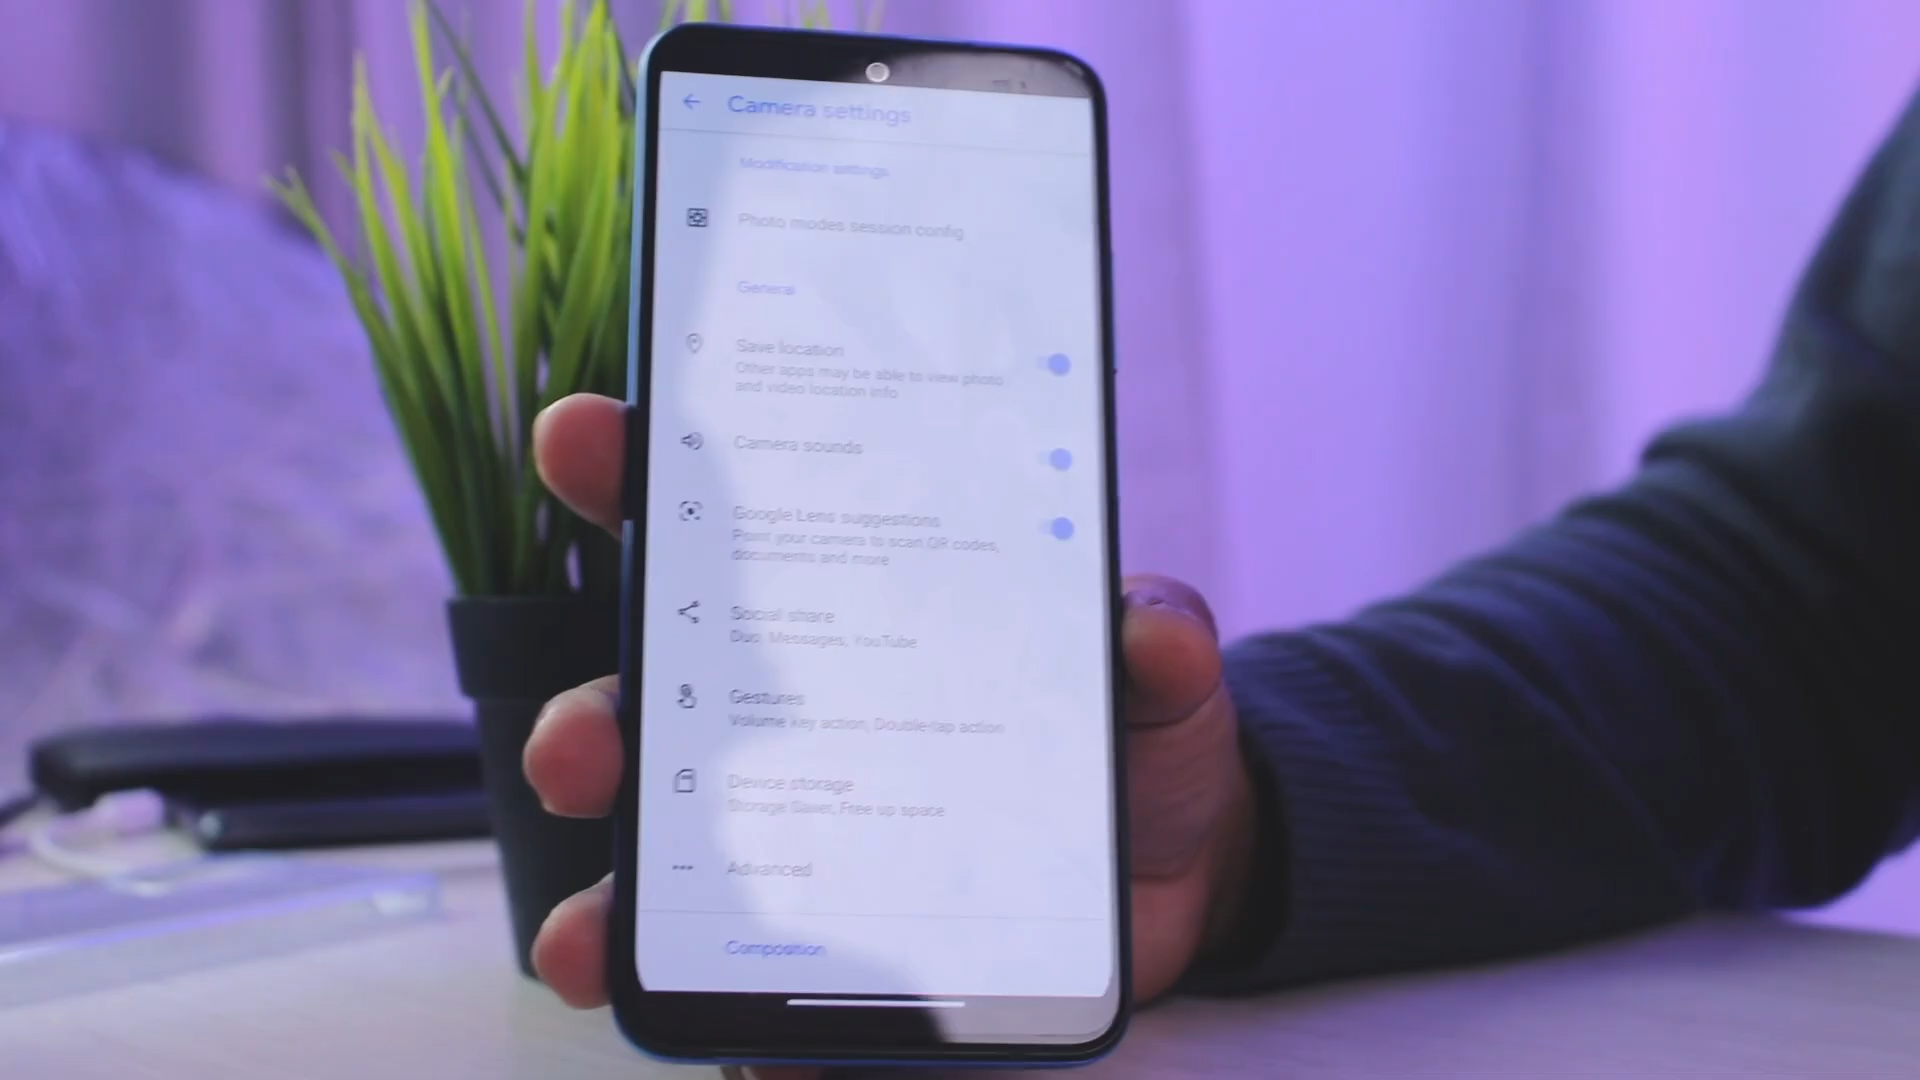 Camera settings
Modification settings
Photo modes session config
General
Save location
Other apps may be able to view photo
and video location info
Camera sounds
Google Lens suggestions
Point your camera to scan QR codes,
documents and more
Social share
Duo, Messages, YouTube
Gestures
Volume key action, Double-tap action
Device storage
Storage Saver, Free up space
Advanced
Composition